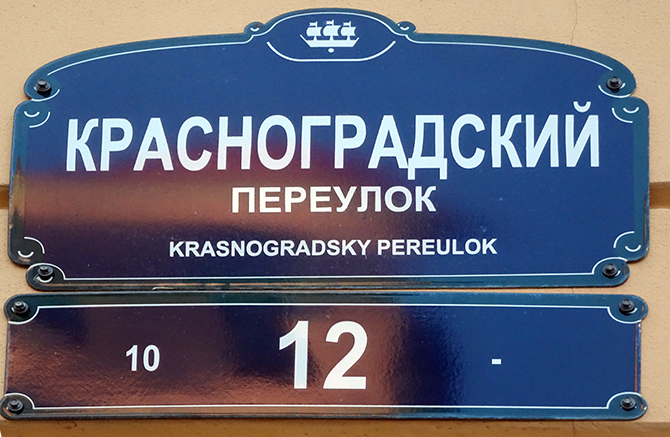 КРАСНОГРАДСКИЙ
ПЕРЕУЛОК
KRASNOGRADSKY PEREULOK
10 12 -